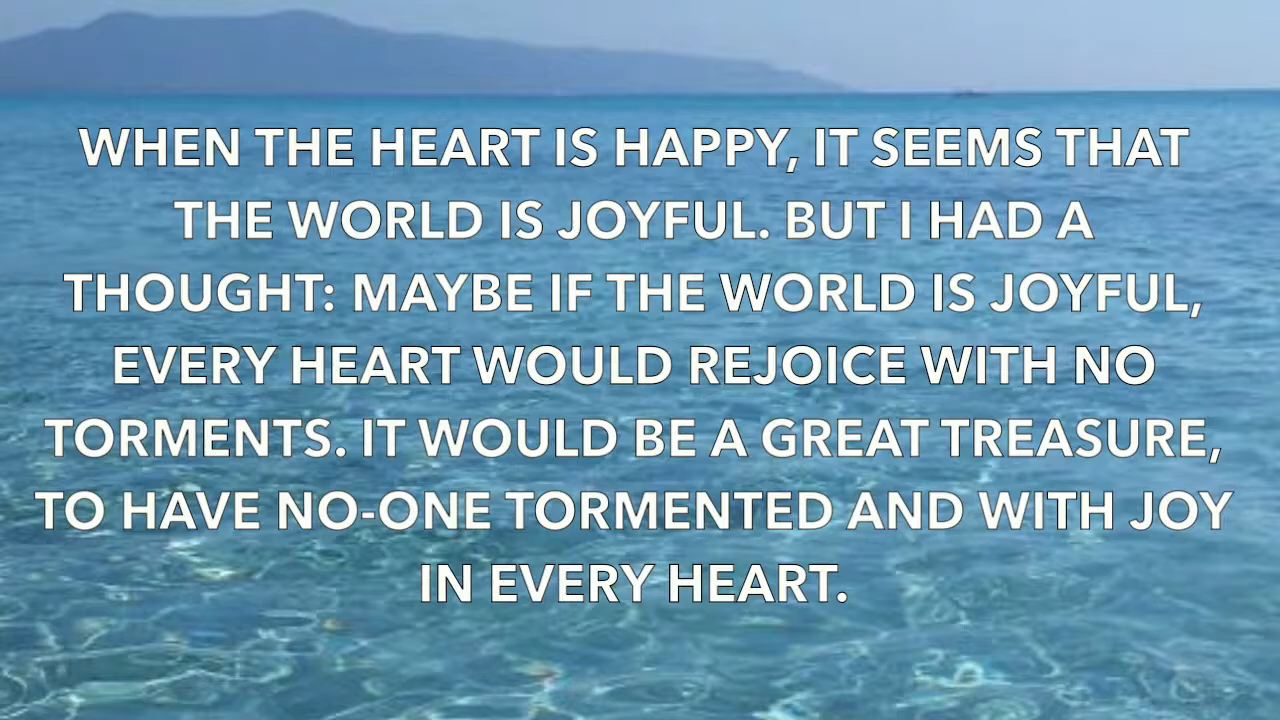 WHEN THE HEART IS HAPPY, IT SEEMS THAT
THE WORLD IS JOYFUL. BUT I HAD A
THOUGHT: MAYBE IF THE WORLD IS JOYFUL,
EVERY HEART WOULD REJOICE WITH NO
TORMENTS. IT WOULD BE A GREAT TREASURE,
TO HAVE NO-ONE TORMENTED AND WITH JOY
IN EVERY HEART.